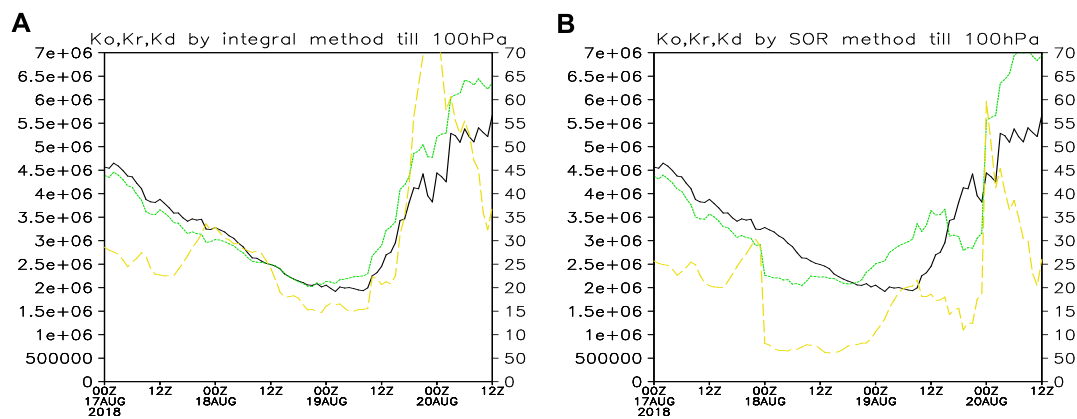 A
Ko,Kr,Kd by integral method till 100hPa
7e+06 70
6.5e+06 65
6e+06 60
5.5e+06 55
5e+06 50
4.5e+06 45
4e+06 40
3.5e+06 35
3e+06 30
2.5e+06 25
2e+06 20
1.5e+06 15
1e+06 10
500000 50
0 0
00Z 12Z 00Z 12Z 00Z 12Z 00Z 12Z
17AUG 18AUG 19AUG 20AUG
2018
B
Ko,Kr,Kd by SOR method till 100hPa
7e+06 70
6.5e+06 65
6e+06 60
5.5e+06 55
5e+06 50
4.5e+06 45
4e+06 40
3.5e+06 35
3e+06 30
2.5e+06 25
2e+06 20
1.5e+06 15
1e+06 10
500000 50
0 0
00Z 12Z 00Z 12Z 00Z 12Z 00Z 12Z
17AUG 18AUG 19AUG 20AUG
2018